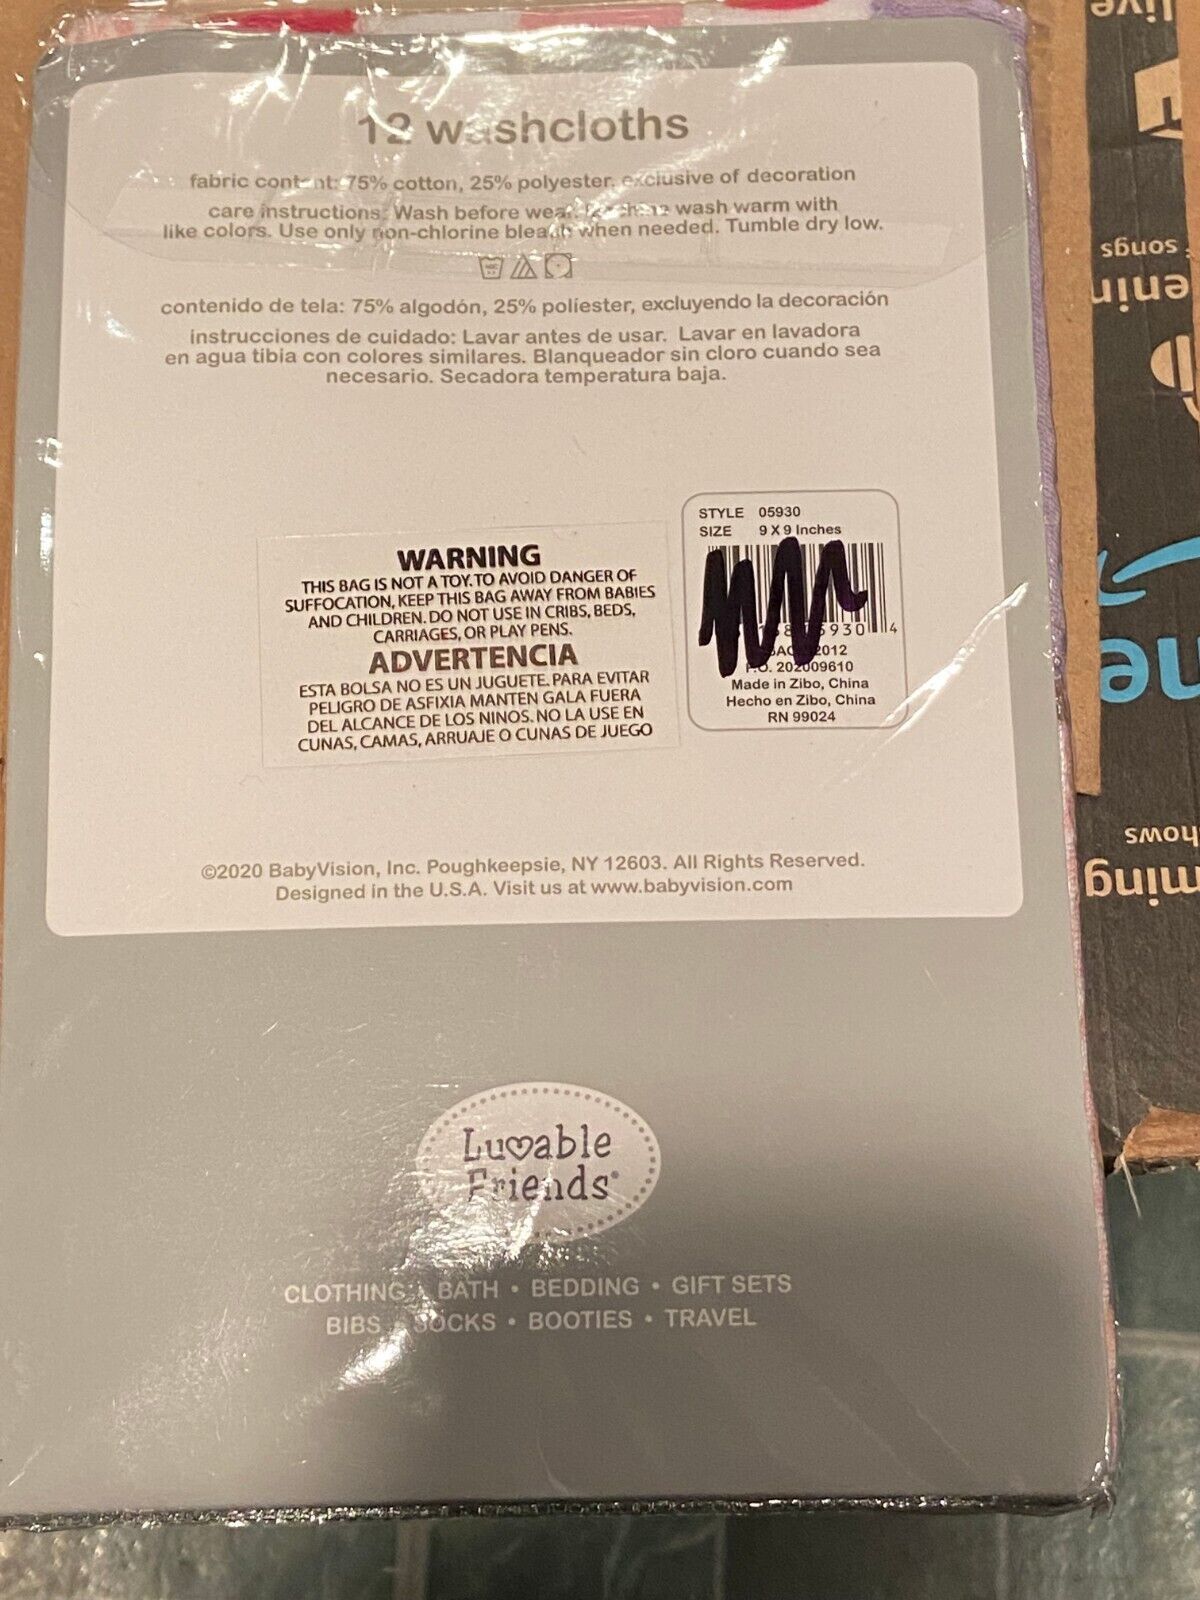 12 washcloths
fabric content: 75% cotton, 25% polyester, exclusive of decoration
care instructions: Wash before wear. Machine wash warm with
like colors. Use only non-chlorine bleach when needed. Tumble dry low.
contenido de tela: 75% algodón, 25% poliester, excluyendo la decoración
instrucciones de cuidado: Lavar antes de usar. Lavar en lavadora
en agua tibia con colores similares. Blanqueador sin cloro cuando sea
necesario. Secadora temperatura baja.
WARNING
THIS BAG IS NOT A TOY. TO AVOID DANGER OF
SUFFOCATION, KEEP THIS BAG AWAY FROM BABIES
AND CHILDREN. DO NOT USE IN CRIBS, BEDS,
CARRIAGES, OR PLAY PENS.
ADVERTENCIA
ESTA BOLSA NO ES UN JUGUETE. PARA EVITAR
PELIGRO DE ASFIXIA MANTEN GALA FUERA
DEL ALCANCE DE LOS NINOS. NO LA USE EN
CUNAS, CAMAS, ARRUAJE O CUNAS DE JUEGO
STYLE 05930
SIZE 9 X 9 Inches
4
2012
P.O. 202009610
Made in Zibo, China
Hecho en Zibo, China
RN 99024
©2020 BabyVision, Inc. Poughkeepsie, NY 12603. All Rights Reserved.
Designed in the U.S.A. Visit us at www.babyvision.com
Luvable
Friends®
CLOTHING • BATH • BEDDING • GIFT SETS
BIBS • SOCKS • BOOTIES • TRAVEL
songs